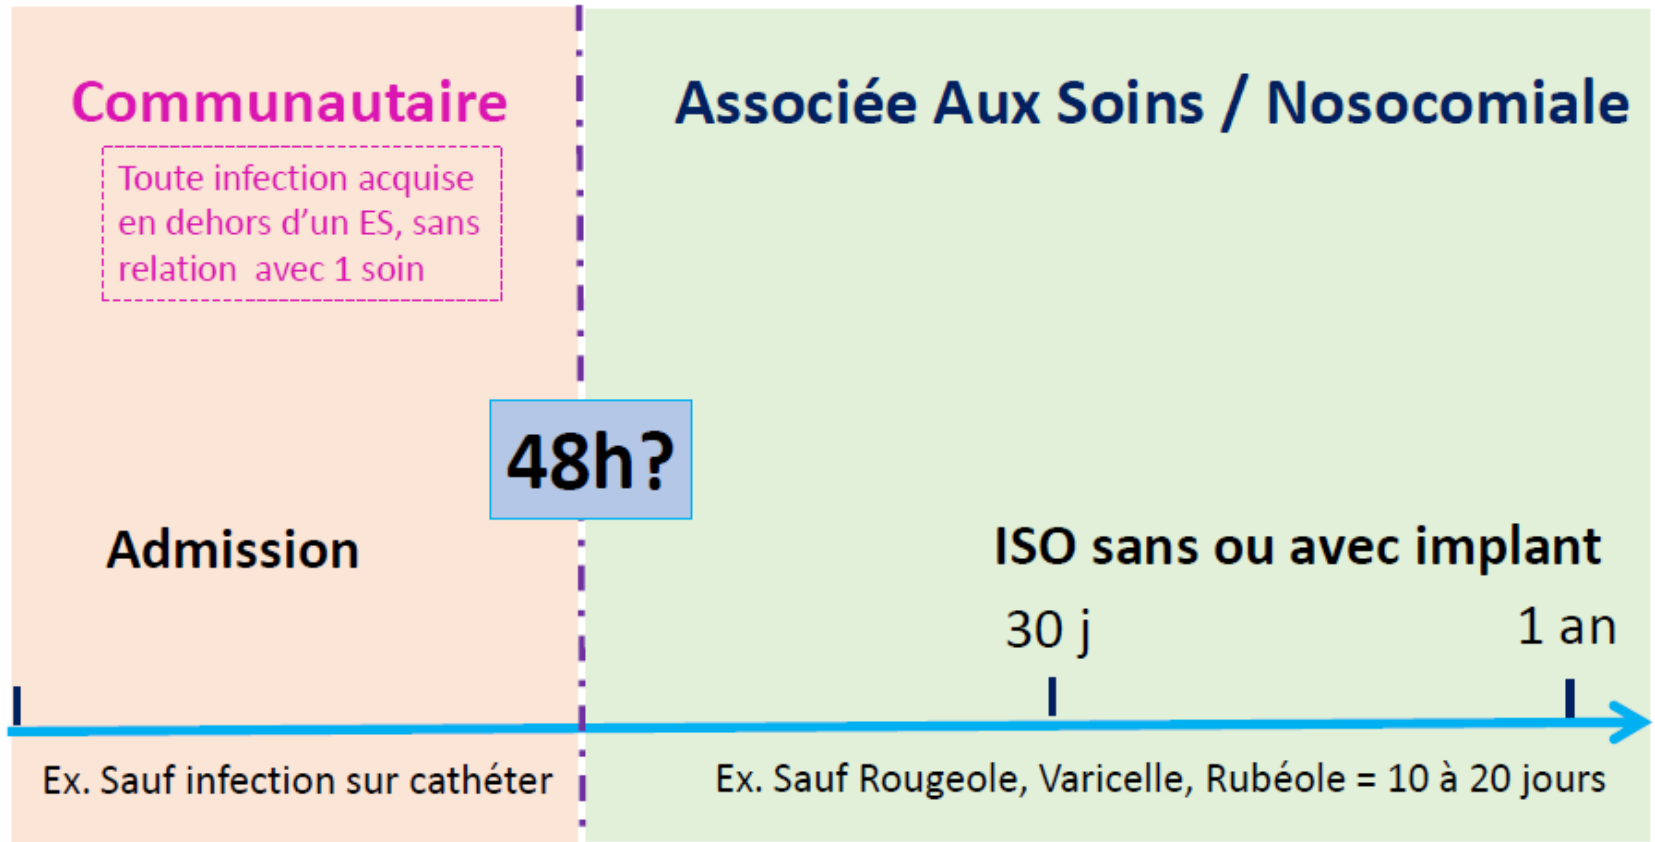 Communautaire
Toute infection acquise
en dehors d’un ES, sans
relation avec 1 soin
Associée Aux Soins / Nosocomiale
48h?
Admission
ISO sans ou avec implant
30 j
1 an
Ex. Sauf infection sur cathéter
Ex. Sauf Rougeole, Varicelle, Rubéole = 10 à 20 jours